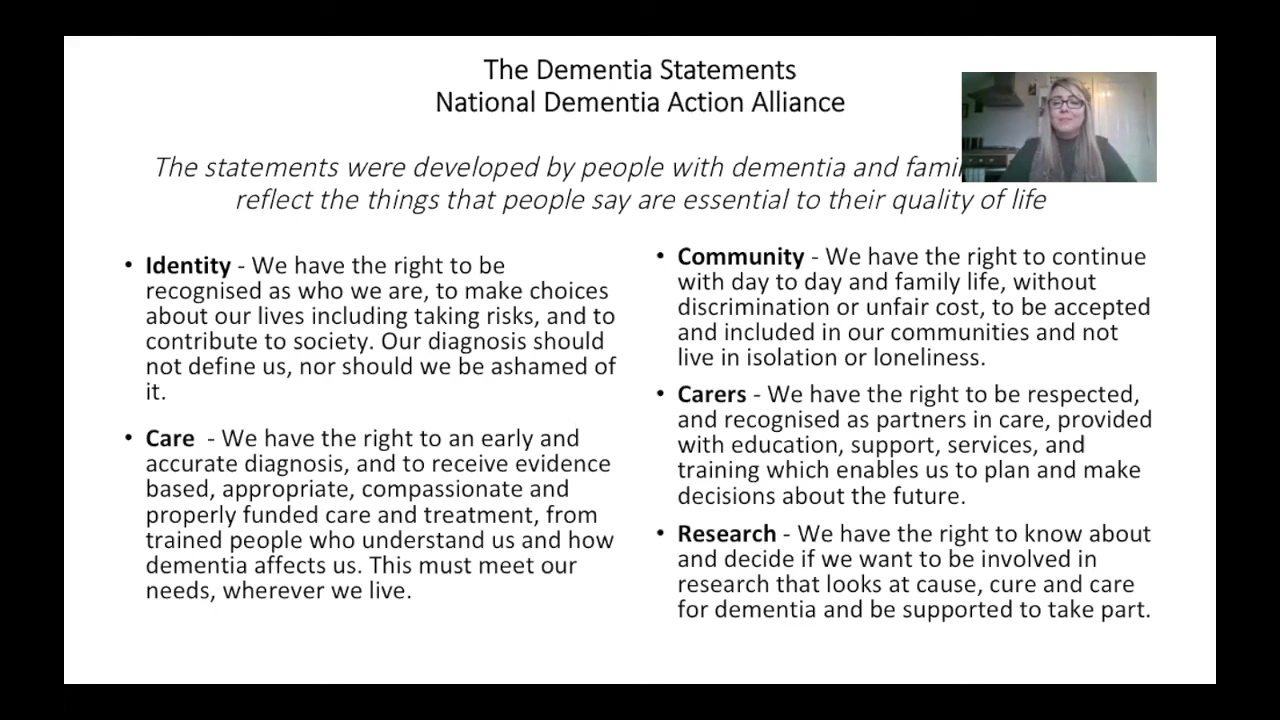 The Dementia Statements
National Dementia Action Alliance
The statements were developed by people with dementia and
reflect the things that people say are essential to their quality of life
• Identity - We have the right to be
recognised as who we are, to make choices
about our lives including taking risks, and to
contribute to society. Our diagnosis should
not define us, nor should we be ashamed of
it.
• Care - We have the right to an early and
accurate diagnosis, and to receive evidence
based, appropriate, compassionate and
properly funded care and treatment, from
trained people who understand us and how
dementia affects us. This must meet our
needs, wherever we live.
• Community - We have the right to continue
with day to day and family life, without
discrimination or unfair cost, to be accepted
and included in our communities and not
live in isolation or loneliness.
• Carers - We have the right to be respected,
and recognised as partners in care, provided
with education, support, services, and
training which enables us to plan and make
decisions about the future.
• Research - We have the right to know about
and decide if we want to be involved in
research that looks at cause, cure and care
for dementia and be supported to take part.